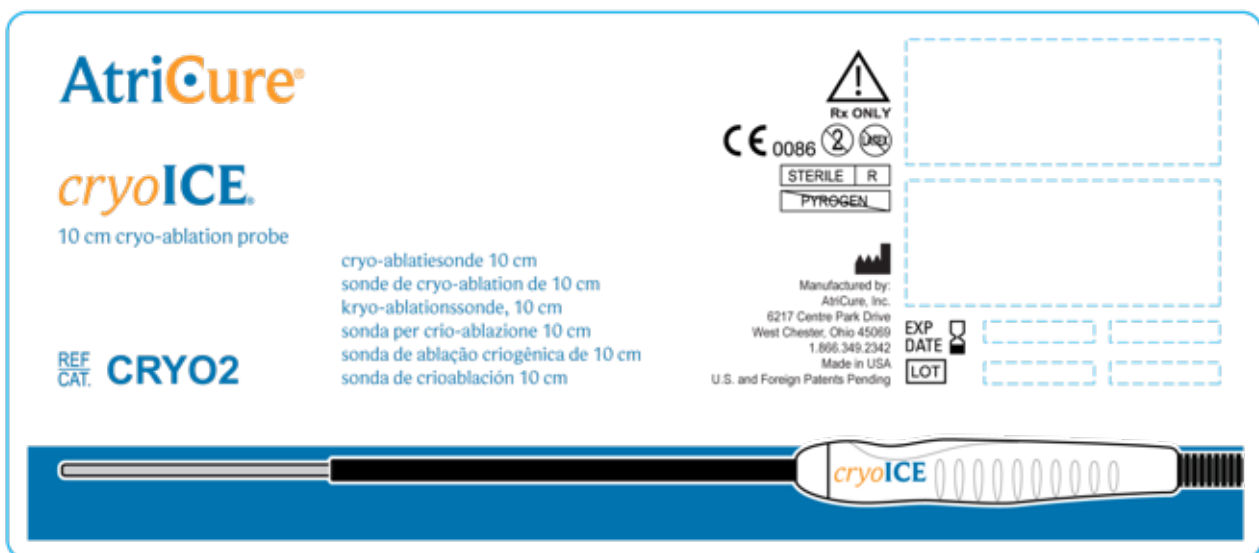 AtriCure®
cryoICE®
10 cm cryo-ablation probe
cryo-ablatiesonde 10 cm
sonde de cryo-ablation de 10 cm
kryo-ablationssonde, 10 cm
sonda per crio-ablazione 10 cm
sonda de ablação criogênica de 10 cm
sonda de crioablación 10 cm
REF
CAT. CRYO2
!
Rx ONLY
CE 0086 2 LATEX
STERILE R
PYROGEN
Manufactured by:
AtriCure, Inc.
6217 Centre Park Drive
West Chester, Ohio 45069
1.866.349.2342
Made in USA
U.S. and Foreign Patents Pending
EXP
DATE
LOT
cryoICE